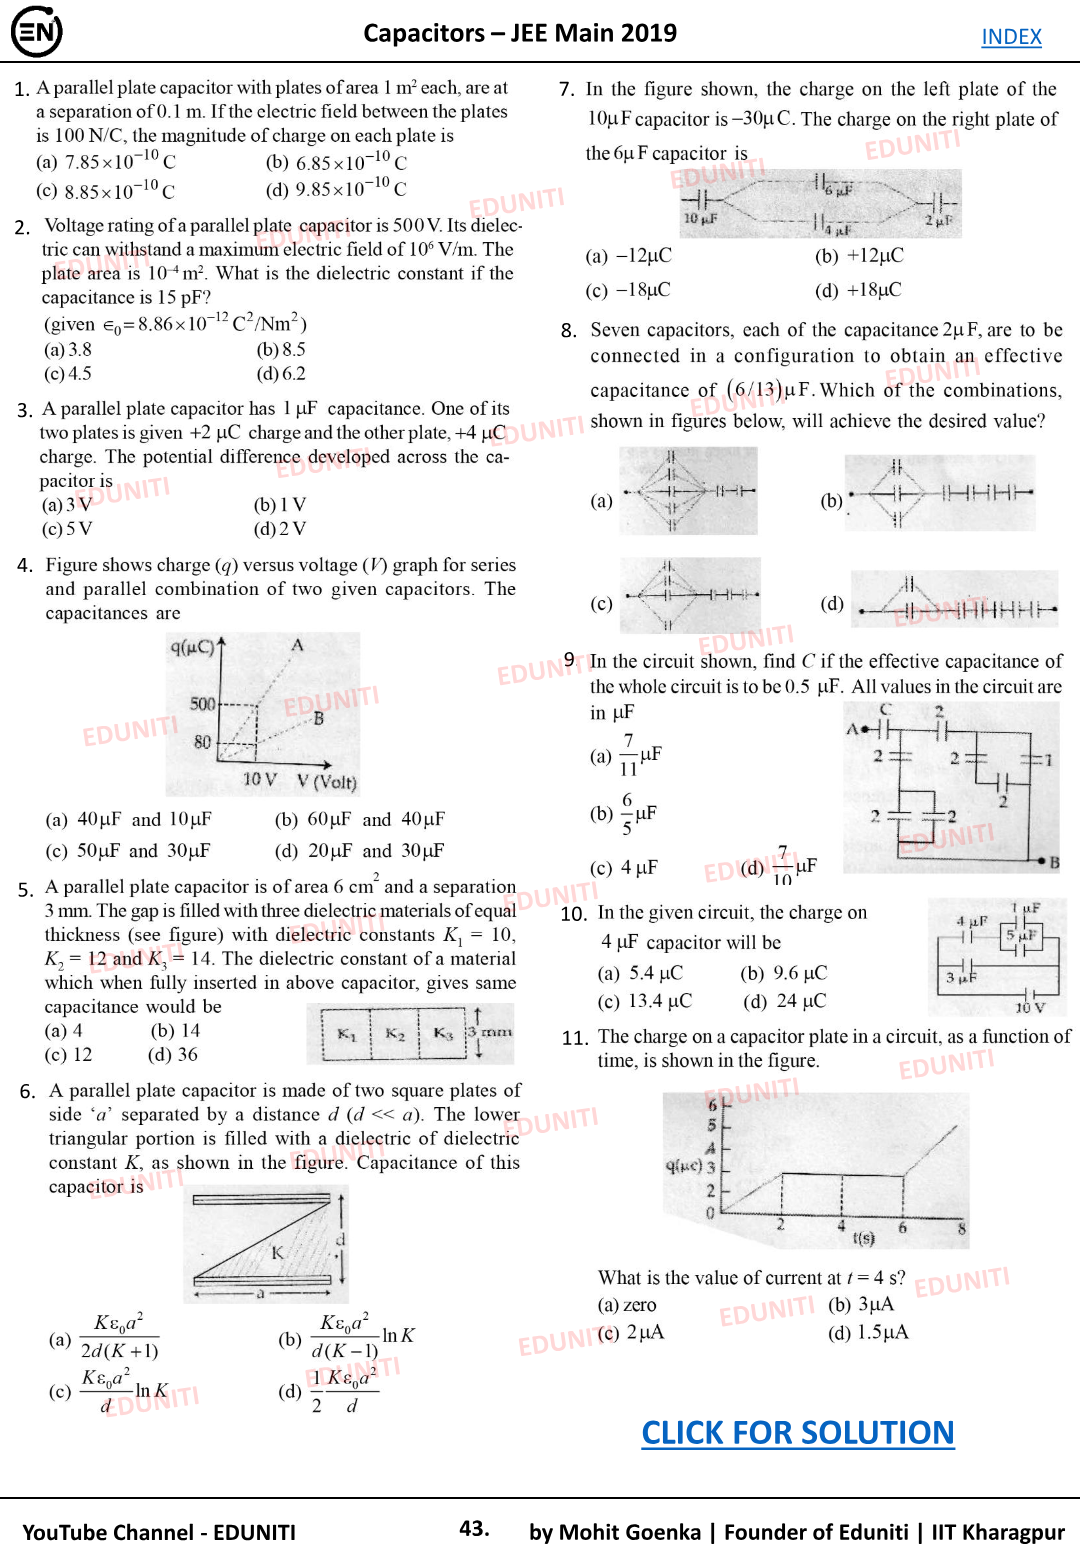 EN
Capacitors – JEE Main 2019
INDEX
1. A parallel plate capacitor with plates of area 1 m² each, are at
a separation of 0.1 m. If the electric field between the plates
is 100 N/C, the magnitude of charge on each plate is
(a) 7.85×10⁻¹⁰ C (b) 6.85×10⁻¹⁰ C
(c) 8.85×10⁻¹⁰ C (d) 9.85×10⁻¹⁰ C
2. Voltage rating of a parallel plate capacitor is 500 V. Its dielec-
tric can withstand a maximum electric field of 10⁶ V/m. The
plate area is 10⁻⁴ m². What is the dielectric constant if the
capacitance is 15 pF?
(given ∈₀=8.86×10⁻¹² C²/Nm²)
(a) 3.8 (b) 8.5
(c) 4.5 (d) 6.2
3. A parallel plate capacitor has 1 μF capacitance. One of its
two plates is given +2 μC charge and the other plate, +4 μC
charge. The potential difference developed across the ca-
pacitor is
(a) 3 V (b) 1 V
(c) 5 V (d) 2 V
4. Figure shows charge (q) versus voltage (V) graph for series
and parallel combination of two given capacitors. The
capacitances are
q(μC)
A
500
B
80
10 V V (Volt)
(a) 40μF and 10μF (b) 60μF and 40μF
(c) 50μF and 30μF (d) 20μF and 30μF
5. A parallel plate capacitor is of area 6 cm² and a separation
3 mm. The gap is filled with three dielectric materials of equal
thickness (see figure) with dielectric constants K₁ = 10,
K₂ = 12 and K₃ = 14. The dielectric constant of a material
which when fully inserted in above capacitor, gives same
capacitance would be
(a) 4 (b) 14
(c) 12 (d) 36
K₁ K₂ K₃ 3 mm
6. A parallel plate capacitor is made of two square plates of
side ‘a’ separated by a distance d (d << a). The lower
triangular portion is filled with a dielectric of dielectric
constant K, as shown in the figure. Capacitance of this
capacitor is
d
K
a
(a) Kε₀a² / 2d(K +1) (b) Kε₀a² / d(K −1) ln K
(c) Kε₀a² / d ln K (d) 1/2 Kε₀a² / d
7. In the figure shown, the charge on the left plate of the
10μF capacitor is −30μC. The charge on the right plate of
the 6μF capacitor is
6 μF
10 μF 2 μF
4 μF
(a) −12μC (b) +12μC
(c) −18μC (d) +18μC
8. Seven capacitors, each of the capacitance 2μF, are to be
connected in a configuration to obtain an effective
capacitance of (6/13)μF. Which of the combinations,
shown in figures below, will achieve the desired value?
(a) (b)
(c) (d)
9. In the circuit shown, find C if the effective capacitance of
the whole circuit is to be 0.5 μF. All values in the circuit are
in μF
(a) 7/11 μF
(b) 6/5 μF
(c) 4 μF (d) 7/10 μF
C 2
A
2 2 1
2
2 2
B
10. In the given circuit, the charge on
4 μF capacitor will be
(a) 5.4 μC (b) 9.6 μC
(c) 13.4 μC (d) 24 μC
1 μF
4 μF
5 μF
3 μF
10 V
11. The charge on a capacitor plate in a circuit, as a function of
time, is shown in the figure.
6
5
4
q(μc) 3
2
0
2 4 6 8
t(s)
What is the value of current at t = 4 s?
(a) zero (b) 3μA
(c) 2μA (d) 1.5μA
CLICK FOR SOLUTION
YouTube Channel - EDUNITI
43.
by Mohit Goenka | Founder of Eduniti | IIT Kharagpur
EDUNITI